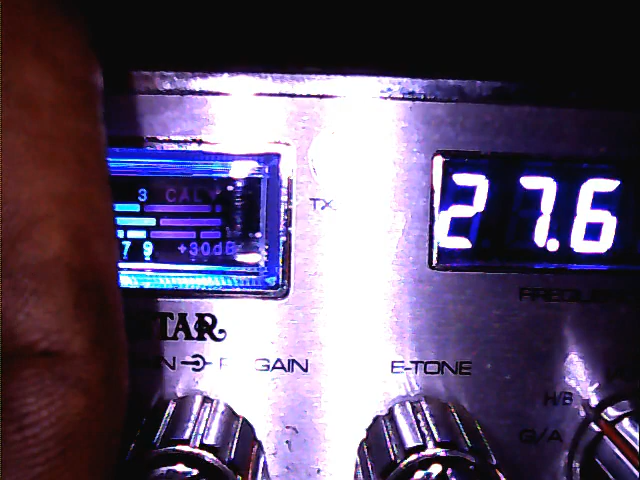 3 CAL
7 9 +30dB
TX
27.6
TAR
GAIN
E-TONE
H/B
G/A